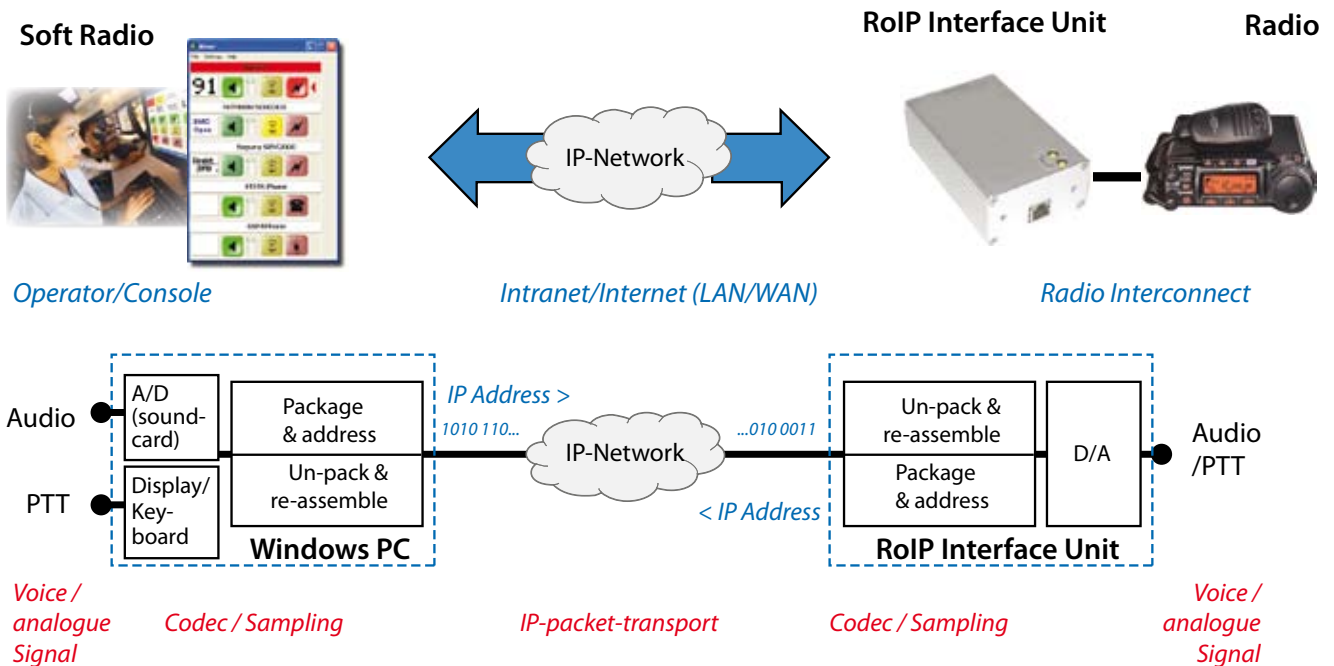 Soft Radio
RoIP Interface Unit
Radio
91
IP-Network
Operator/Console
Intranet/Internet (LAN/WAN)
Radio Interconnect
Audio
PTT
A/D
(sound-
card)
Display/
Key-
board
Package
& address
Un-pack &
re-assemble
Windows PC
IP Address >
1010 110...
IP-Network
...010 0011
< IP Address
Un-pack &
re-assemble
Package
& address
D/A
RoIP Interface Unit
Audio
/PTT
Voice /
analogue
Signal
Codec / Sampling
IP-packet-transport
Codec / Sampling
Voice /
analogue
Signal